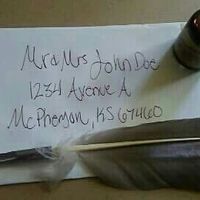 Mr & Mrs John Doe
1234 Avenue A
McPherson, KS 67460